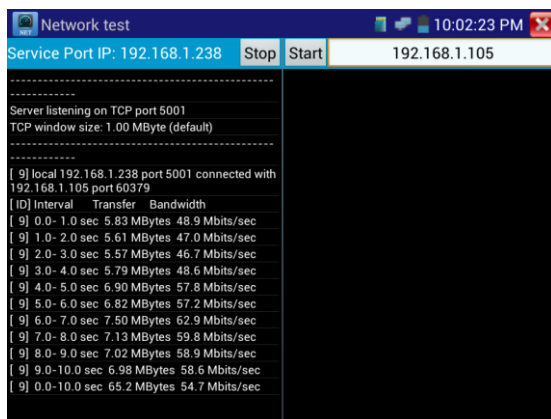 Network test
10:02:23 PM
NET
Service Port IP: 192.168.1.238
Stop
Start
192.168.1.105
------------------------------------------------
------------
Server listening on TCP port 5001
TCP window size: 1.00 MByte (default)
------------------------------------------------
------------
[ 9] local 192.168.1.238 port 5001 connected with
192.168.1.105 port 60379
[ ID] Interval Transfer Bandwidth
[ 9] 0.0- 1.0 sec 5.83 MBytes 48.9 Mbits/sec
[ 9] 1.0- 2.0 sec 5.61 MBytes 47.0 Mbits/sec
[ 9] 2.0- 3.0 sec 5.57 MBytes 46.7 Mbits/sec
[ 9] 3.0- 4.0 sec 5.79 MBytes 48.6 Mbits/sec
[ 9] 4.0- 5.0 sec 6.90 MBytes 57.8 Mbits/sec
[ 9] 5.0- 6.0 sec 6.82 MBytes 57.2 Mbits/sec
[ 9] 6.0- 7.0 sec 7.50 MBytes 62.9 Mbits/sec
[ 9] 7.0- 8.0 sec 7.13 MBytes 59.8 Mbits/sec
[ 9] 8.0- 9.0 sec 7.02 MBytes 58.9 Mbits/sec
[ 9] 9.0-10.0 sec 6.98 MBytes 58.6 Mbits/sec
[ 9] 0.0-10.0 sec 65.2 MBytes 54.7 Mbits/sec